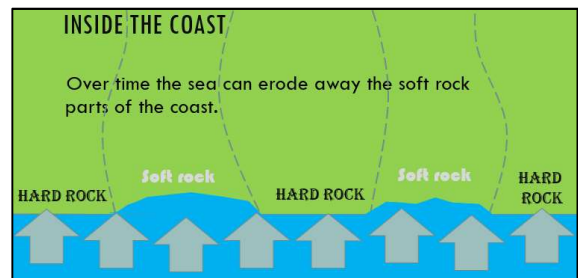 INSIDE THE COAST
Over time the sea can erode away the soft rock
parts of the coast.
HARD ROCK
Soft rock
HARD ROCK
Soft rock
HARD
ROCK